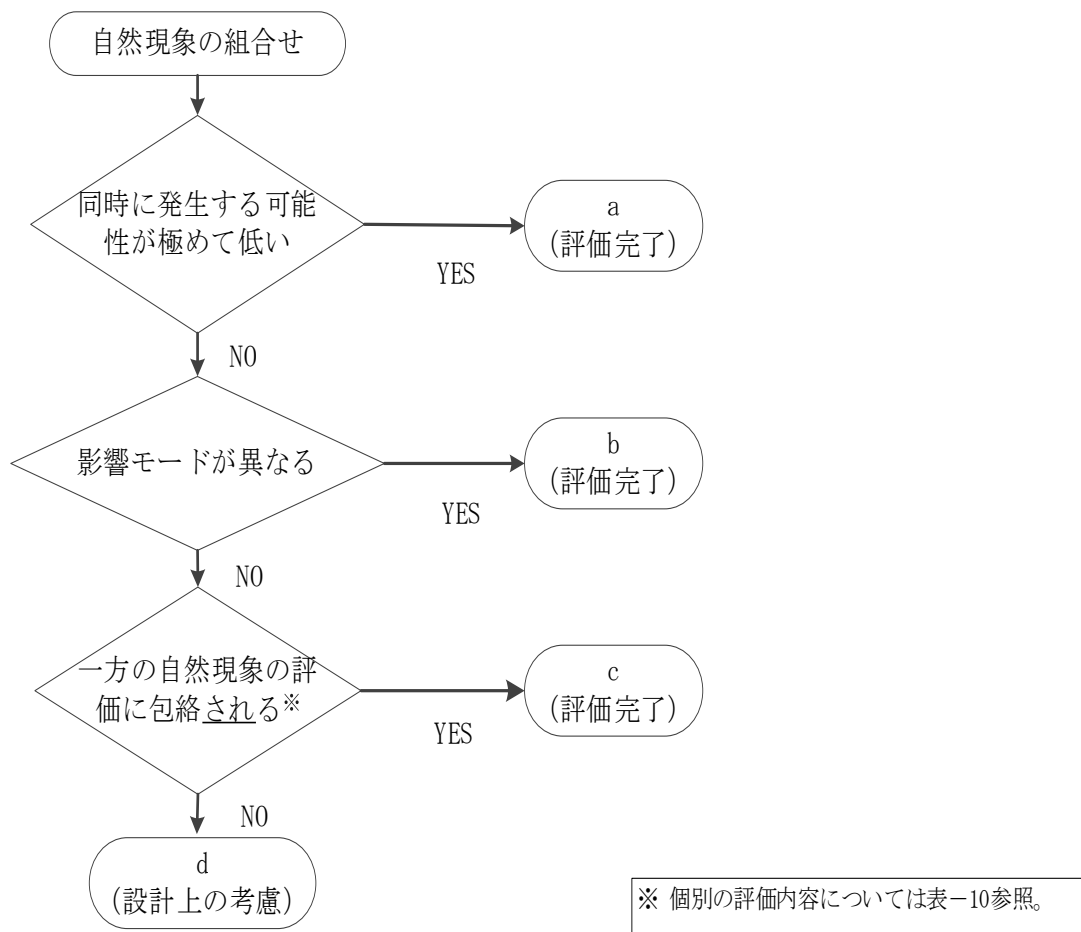 自然現象の組合せ
同時に発生する可能
性が極めて低い
YES
a
(評価完了)
NO
影響モードが異なる
YES
b
(評価完了)
NO
一方の自然現象の評
価に包絡される※
YES
c
(評価完了)
NO
d
(設計上の考慮)
※ 個別の評価内容については表－10参照。